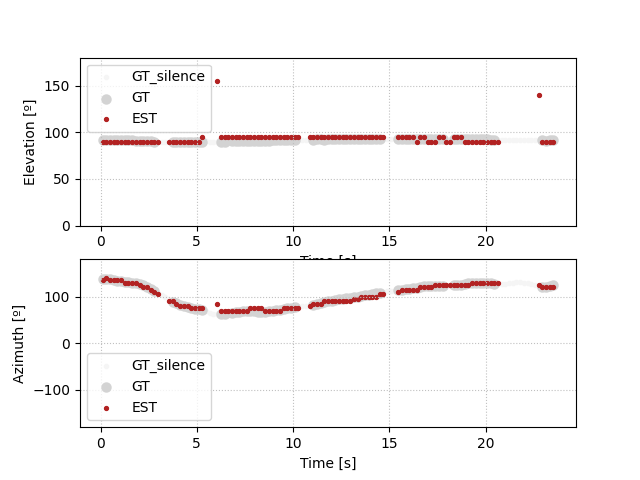 Elevation [º]
150
100
50
0
GT_silence
GT
EST
0
5
10
15
20
Time [s]
Azimuth [º]
100
0
−100
GT_silence
GT
EST
0
5
10
15
20
Time [s]